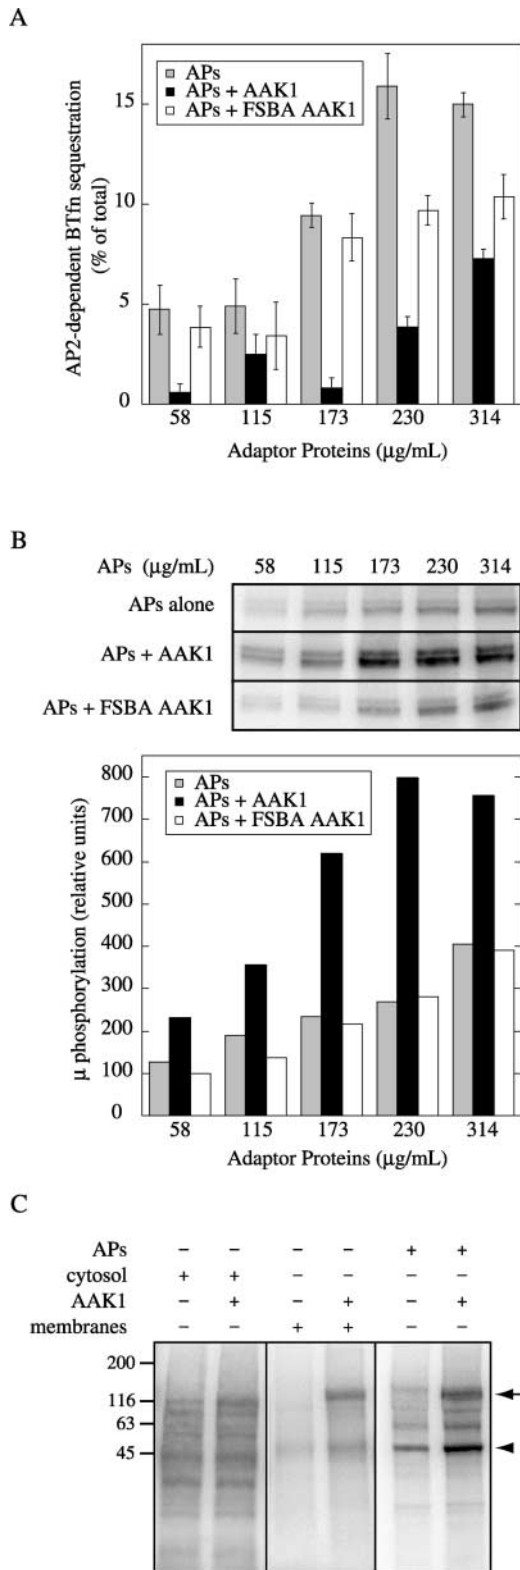 A
AP2-dependent BTfn sequestration
(% of total)
15
10
5
0
APs
APs + AAK1
APs + FSBA AAK1
58 115 173 230 314
Adaptor Proteins (μg/mL)
B
APs (μg/mL) 58 115 173 230 314
APs alone
APs + AAK1
APs + FSBA AAK1
μ phosphorylation (relative units)
800
700
600
500
400
300
200
100
0
APs
APs + AAK1
APs + FSBA AAK1
58 115 173 230 314
Adaptor Proteins (μg/mL)
C
APs – – – – + +
cytosol + + – – – –
AAK1 – + – + – +
membranes – – + + – –
200
116
63
45